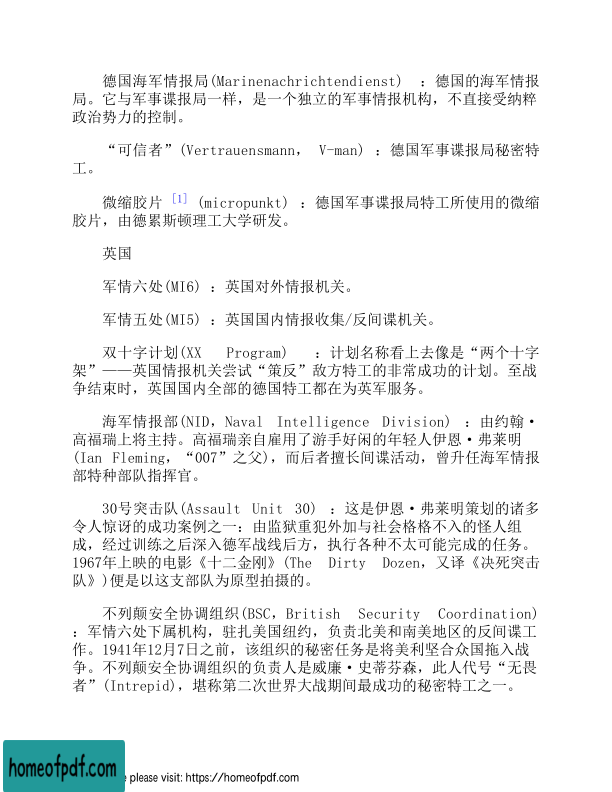 德国海军情报局(Marinenachrichtendienst) ：德国的海军情报
局。它与军事谍报局一样，是一个独立的军事情报机构，不直接受纳粹
政治势力的控制。
“可信者”(Vertrauensmann， V-man)：德国军事谍报局秘密特
工。
微缩胶片 [1] (micropunkt)：德国军事谍报局特工所使用的微缩
胶片，由德累斯顿理工大学研发。
英国
军情六处(MI6)：英国对外情报机关。
军情五处(MI5)：英国国内情报收集/反间谍机关。
双十字计划(XX Program) ：计划名称看上去像是“两个十字
架”——英国情报机关尝试“策反”敌方特工的非常成功的计划。至战
争结束时，英国国内全部的德国特工都在为英军服务。
海军情报部(NID，Naval Intelligence Division) ：由约翰·
高福瑞上将主持。高福瑞亲自雇用了游手好闲的年轻人伊恩·弗莱明
(Ian Fleming，“007”之父)，而后者擅长间谍活动，曾升任海军情报
部特种部队指挥官。
30号突击队(Assault Unit 30) ：这是伊恩·弗莱明策划的诸多
令人惊讶的成功案例之一：由监狱重犯外加与社会格格不入的怪人组
成，经过训练之后深入德军战线后方，执行各种不太可能完成的任务。
1967年上映的电影《十二金刚》(The Dirty Dozen，又译《决死突击
队》)便是以这支部队为原型拍摄的。
不列颠安全协调组织(BSC，British Security Coordination)
：军情六处下属机构，驻扎美国纽约，负责北美和南美地区的反间谍工
作。1941年12月7日之前，该组织的秘密任务是将美利坚合众国拖入战
争。不列颠安全协调组织的负责人是威廉·史蒂芬森，此人代号“无畏
者”(Intrepid)，堪称第二次世界大战期间最成功的秘密特工之一。
homeofpdf.com
please visit: https://homeofpdf.com